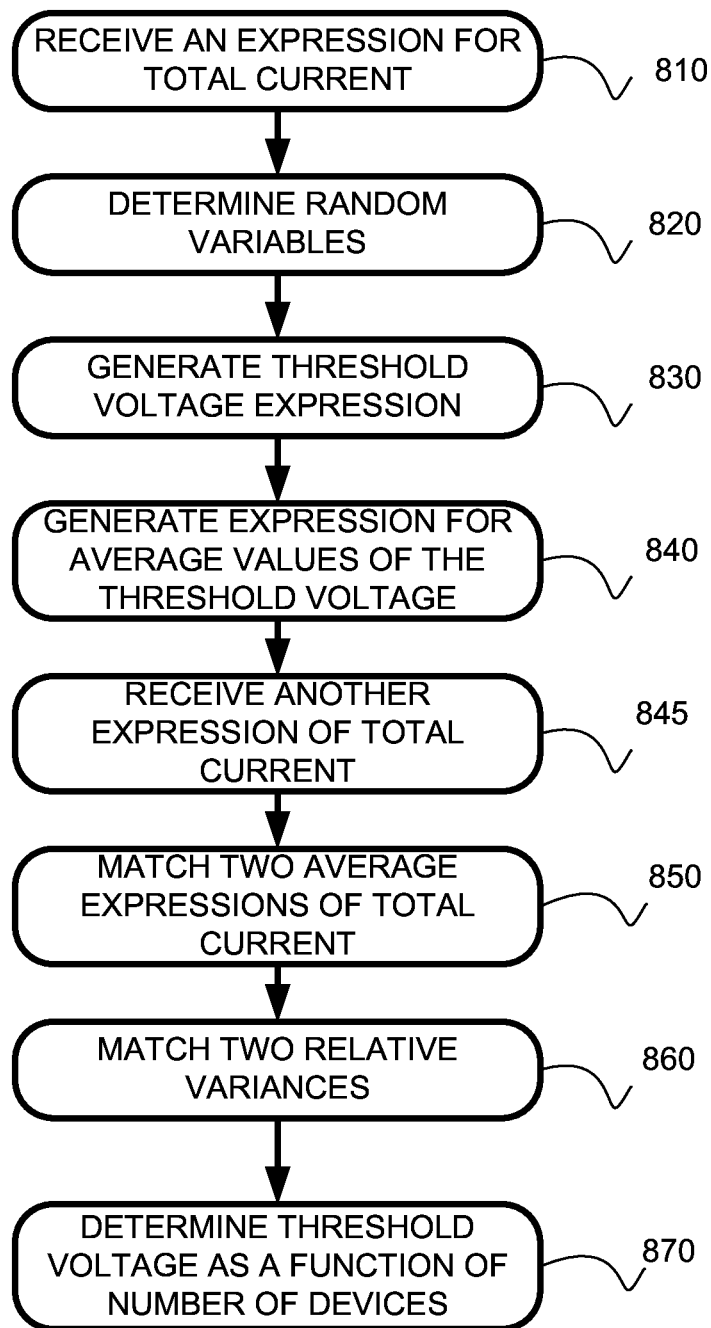 RECEIVE AN EXPRESSION FOR
TOTAL CURRENT
810
DETERMINE RANDOM
VARIABLES
820
GENERATE THRESHOLD
VOLTAGE EXPRESSION
830
GENERATE EXPRESSION FOR
AVERAGE VALUES OF THE
THRESHOLD VOLTAGE
840
RECEIVE ANOTHER
EXPRESSION OF TOTAL
CURRENT
845
MATCH TWO AVERAGE
EXPRESSIONS OF TOTAL
CURRENT
850
MATCH TWO RELATIVE
VARIANCES
860
DETERMINE THRESHOLD
VOLTAGE AS A FUNCTION OF
NUMBER OF DEVICES
870